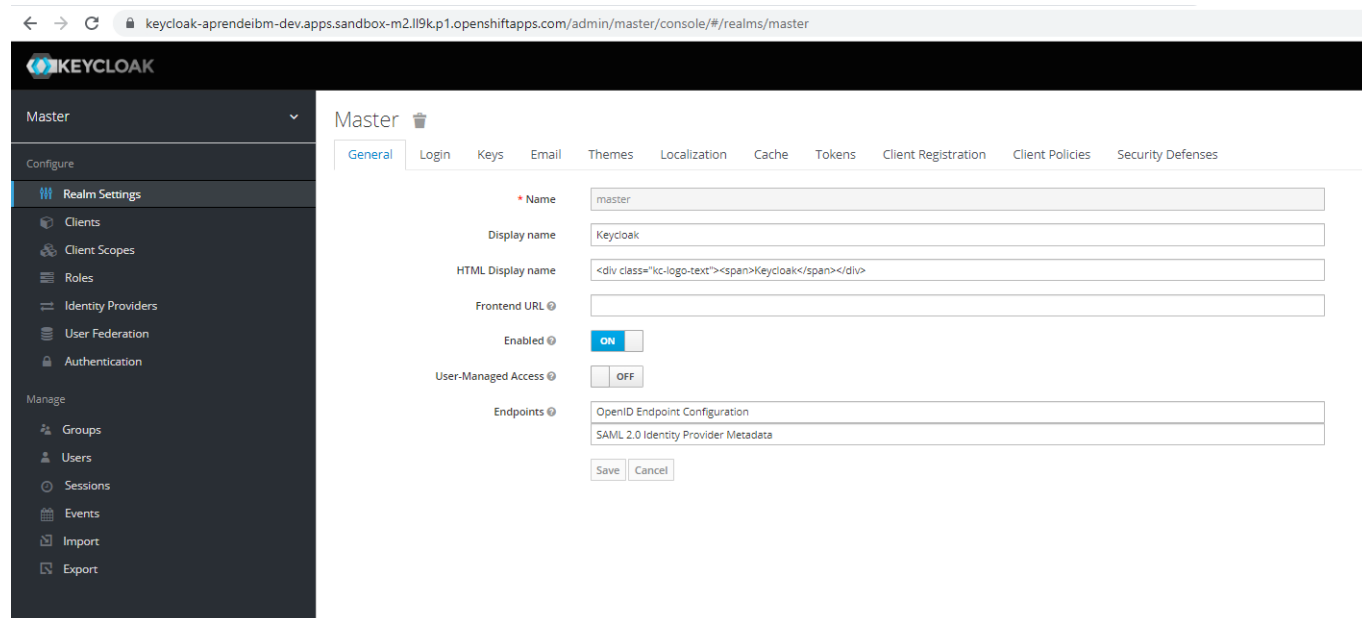 keycloak-aprendeibm-dev.apps.sandbox-m2.ll9k.p1.openshiftapps.com/admin/master/console/#/realms/master
KEYCLOAK
Master
Configure
Realm Settings
Clients
Client Scopes
Roles
Identity Providers
User Federation
Authentication
Manage
Groups
Users
Sessions
Events
Import
Export
Master
General Login Keys Email Themes Localization Cache Tokens Client Registration Client Policies Security Defenses
* Name master
Display name Keycloak
HTML Display name <div class="kc-logo-text"><span>Keycloak</span></div>
Frontend URL
Enabled ON
User-Managed Access OFF
Endpoints OpenID Endpoint Configuration
SAML 2.0 Identity Provider Metadata
Save Cancel